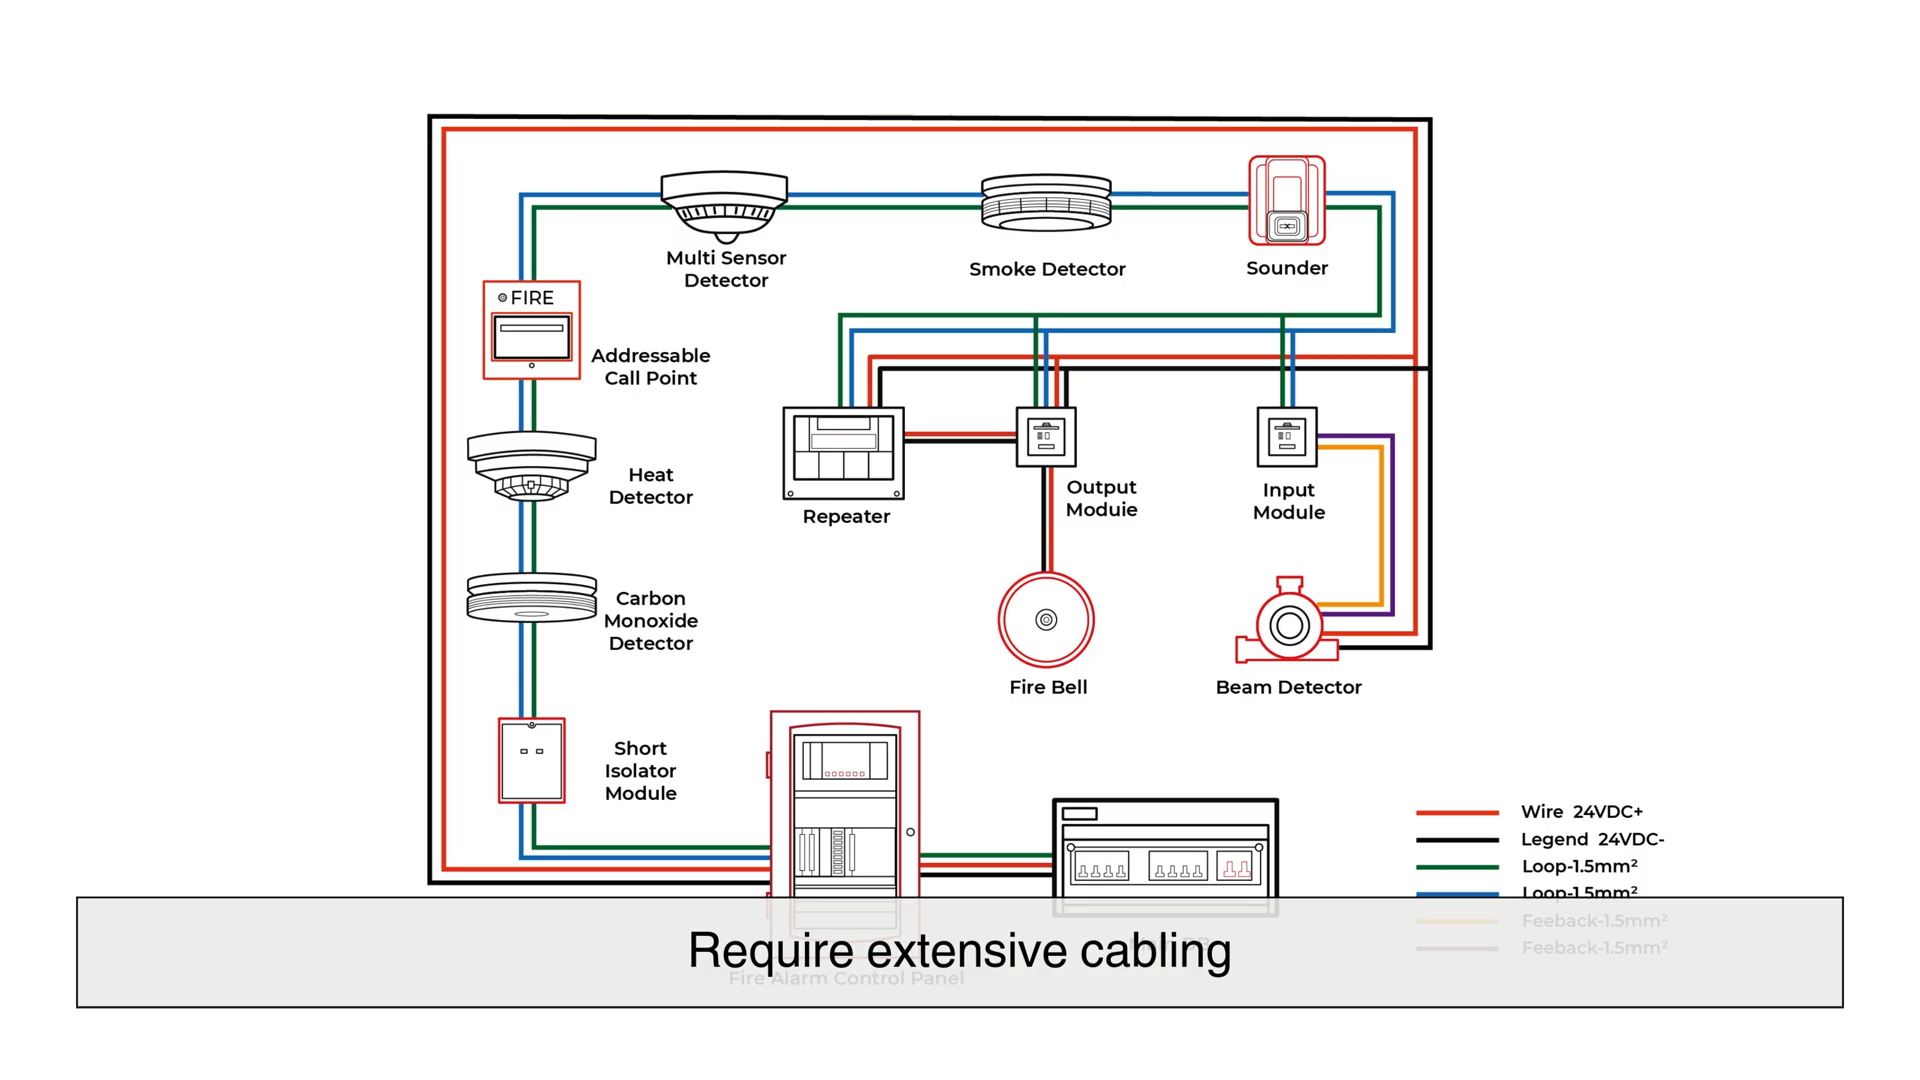 Multi Sensor
Detector
Smoke Detector
Sounder
FIRE
Addressable
Call Point
Heat
Detector
Repeater
Output
Moduie
Input
Module
Carbon
Monoxide
Detector
Fire Bell
Beam Detector
Short
Isolator
Module
Wire 24VDC+
Legend 24VDC-
Loop-1.5mm²
Loop-1.5mm²
Feeback-1.5mm²
Feeback-1.5mm²
Require extensive cabling
Fire Alarm Control Panel